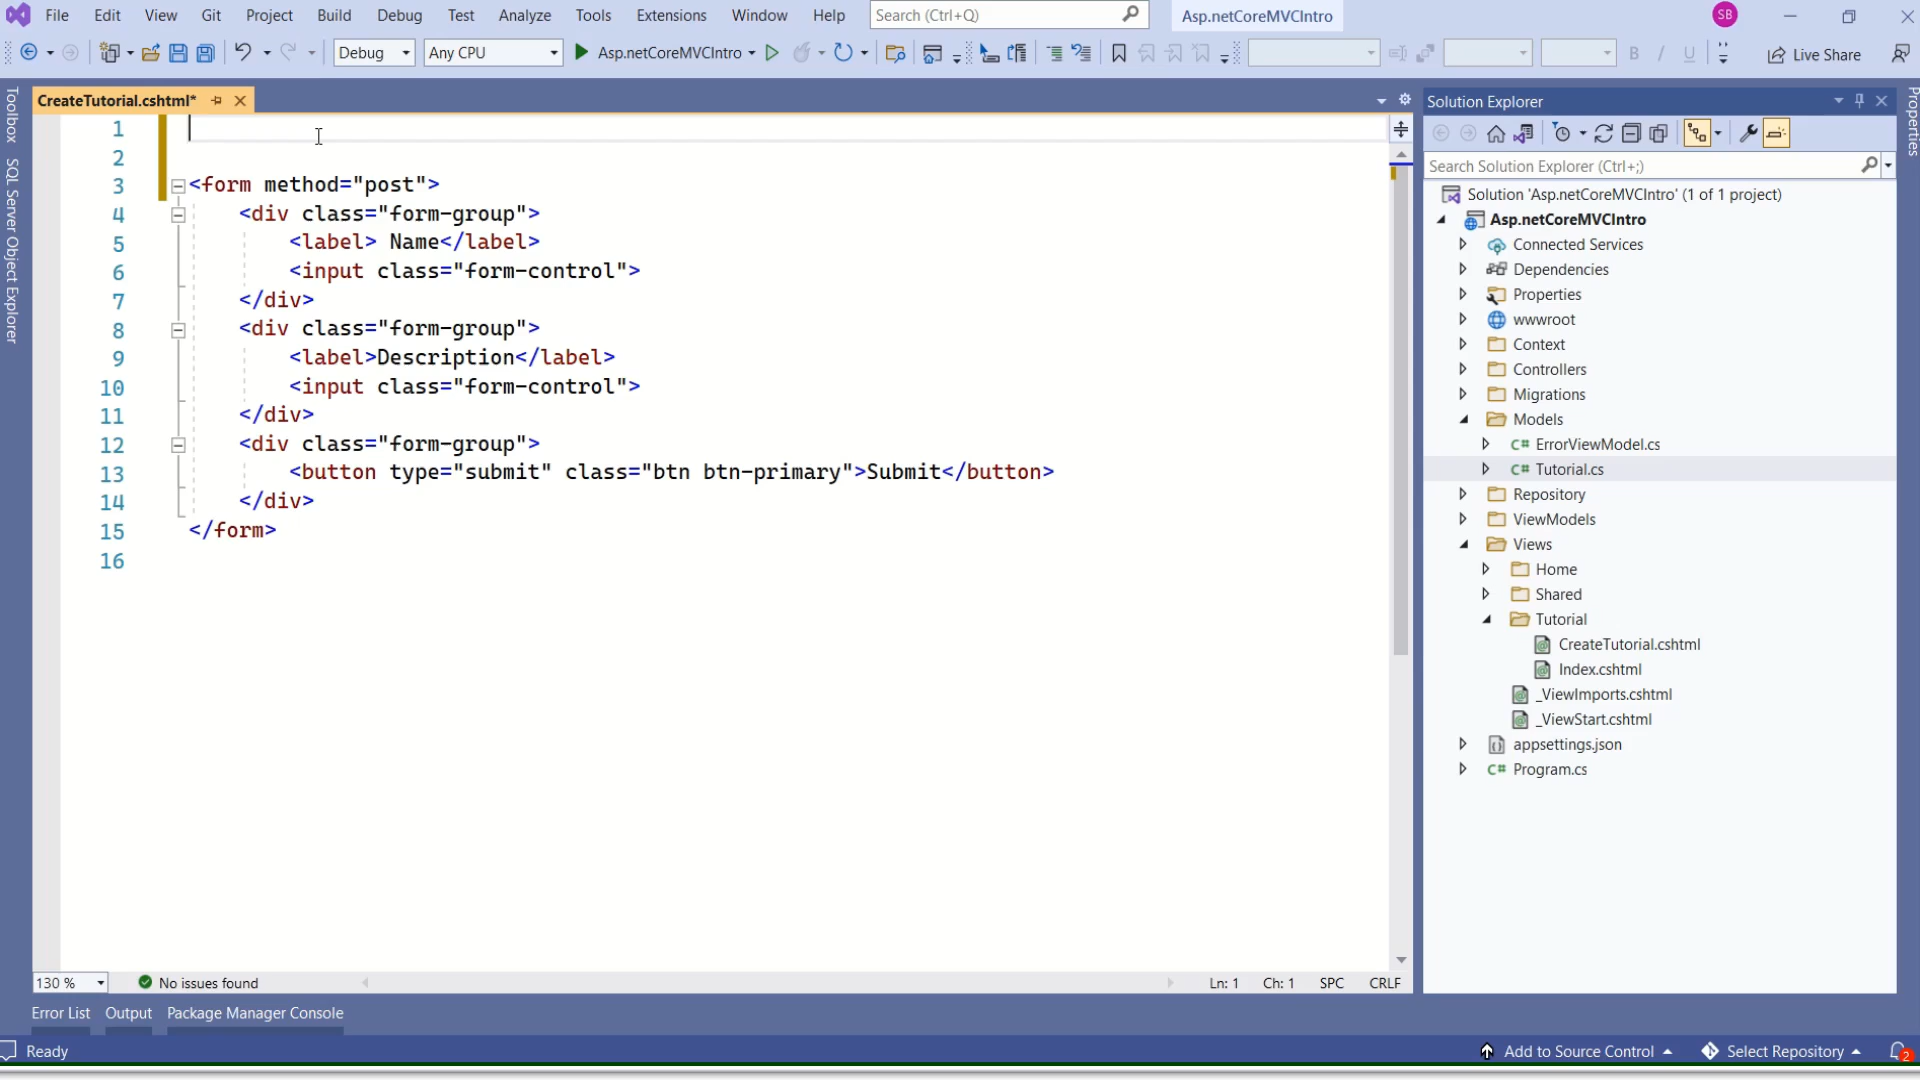 File Edit View Git Project Build Debug Test Analyze Tools Extensions Window Help Search (Ctrl+Q) Asp.netCoreMVCIntro SB
Debug Any CPU Asp.netCoreMVCIntro B I U Live Share
CreateTutorial.cshtml*
Solution Explorer
Toolbox
SQL Server Object Explorer
Properties
1
2
3 <form method="post">
4 <div class="form-group">
5 <label> Name</label>
6 <input class="form-control">
7 </div>
8 <div class="form-group">
9 <label>Description</label>
10 <input class="form-control">
11 </div>
12 <div class="form-group">
13 <button type="submit" class="btn btn-primary">Submit</button>
14 </div>
15 </form>
16
Search Solution Explorer (Ctrl+;)
Solution 'Asp.netCoreMVCIntro' (1 of 1 project)
Asp.netCoreMVCIntro
Connected Services
Dependencies
Properties
wwwroot
Context
Controllers
Migrations
Models
C# ErrorViewModel.cs
C# Tutorial.cs
Repository
ViewModels
Views
Home
Shared
Tutorial
CreateTutorial.cshtml
Index.cshtml
_ViewImports.cshtml
_ViewStart.cshtml
appsettings.json
C# Program.cs
130 % No issues found Ln: 1 Ch: 1 SPC CRLF
Error List Output Package Manager Console
Ready Add to Source Control Select Repository 2